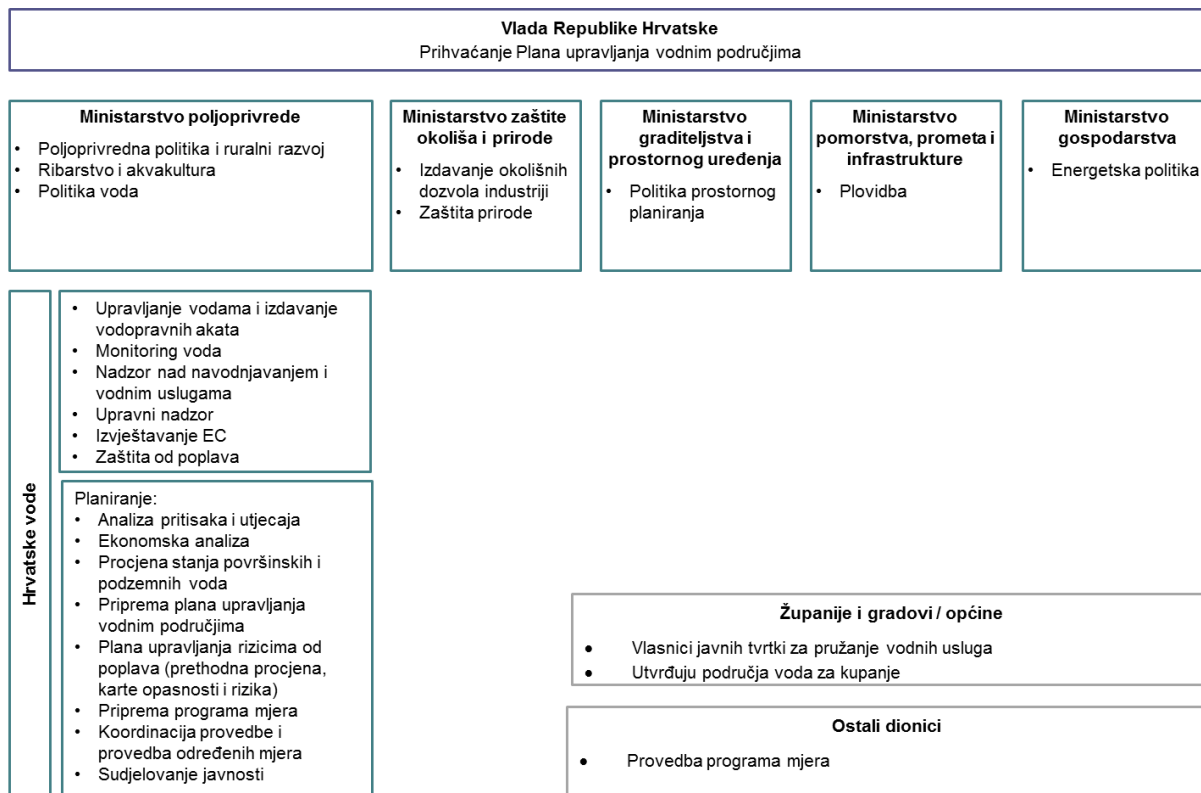 Vlada Republike Hrvatske
Prihvaćanje Plana upravljanja vodnim područjima
Ministarstvo poljoprivrede
• Poljoprivredna politika i ruralni razvoj
• Ribarstvo i akvakultura
• Politika voda
Ministarstvo zaštite
okoliša i prirode
• Izdavanje okolišnih
dozvola industriji
• Zaštita prirode
Ministarstvo
graditeljstva i
prostornog uređenja
• Politika prostornog
planiranja
Ministarstvo
pomorstva, prometa i
infrastrukture
• Plovidba
Ministarstvo
gospodarstva
• Energetska politika
Hrvatske vode
• Upravljanje vodama i izdavanje
vodopravnih akata
• Monitoring voda
• Nadzor nad navodnjavanjem i
vodnim uslugama
• Upravni nadzor
• Izvještavanje EC
• Zaštita od poplava
Planiranje:
• Analiza pritisaka i utjecaja
• Ekonomska analiza
• Procjena stanja površinskih i
podzemnih voda
• Priprema plana upravljanja
vodnim područjima
• Plana upravljanja rizicima od
poplava (prethodna procjena,
karte opasnosti i rizika)
• Priprema programa mjera
• Koordinacija provedbe i
provedba određenih mjera
• Sudjelovanje javnosti
Županije i gradovi / općine
● Vlasnici javnih tvrtki za pružanje vodnih usluga
● Utvrđuju područja voda za kupanje
Ostali dionici
● Provedba programa mjera